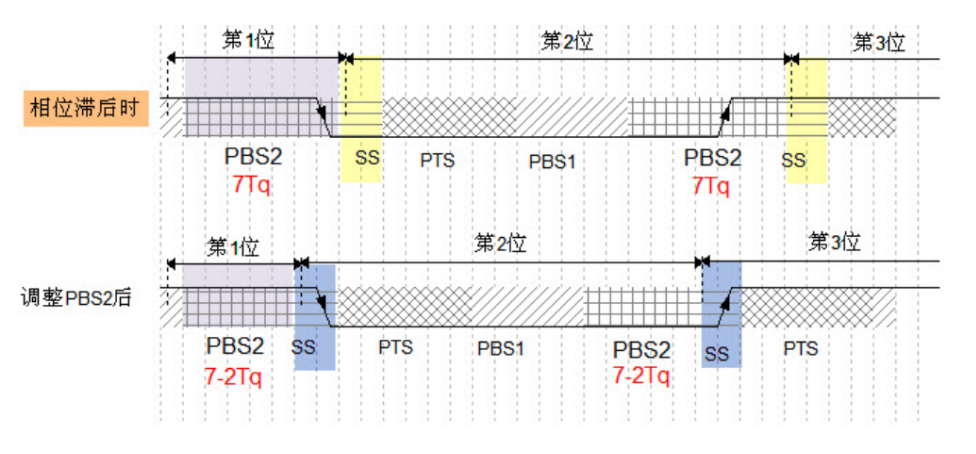 第1位 第2位 第3位
相位滞后时
PBS2 SS PTS PBS1 PBS2 SS
7Tq 7Tq
第1位 第2位 第3位
调整PBS2后
PBS2 SS PTS PBS1 PBS2 SS PTS
7-2Tq 7-2Tq